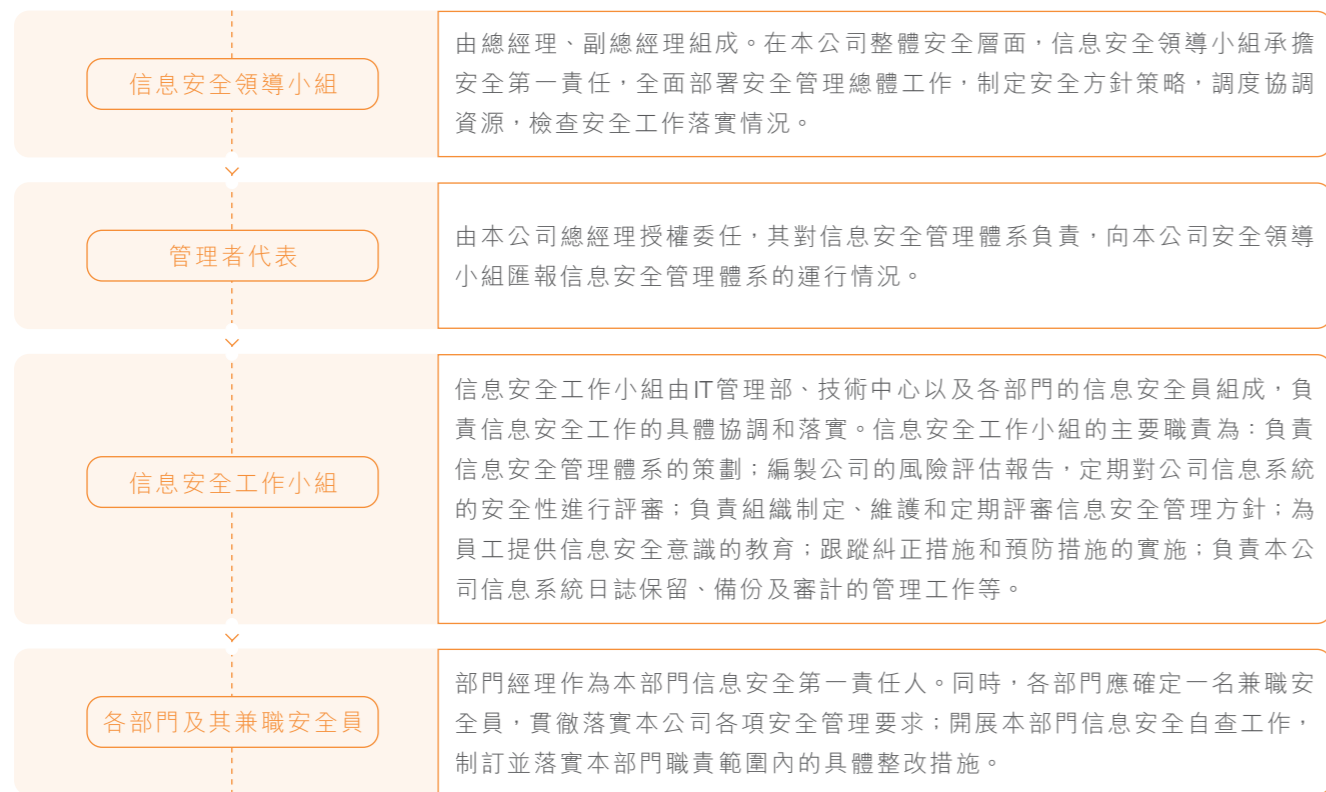 信息安全領導小組
由總經理、副總經理組成。在本公司整體安全層面，信息安全領導小組承擔
安全第一責任，全面部署安全管理總體工作，制定安全方針策略，調度協調
資源，檢查安全工作落實情況。
管理者代表
由本公司總經理授權委任，其對信息安全管理體系負責，向本公司安全領導
小組匯報信息安全管理體系的運行情況。
信息安全工作小組
信息安全工作小組由IT管理部、技術中心以及各部門的信息安全員組成，負
責信息安全工作的具體協調和落實。信息安全工作小組的主要職責為：負責
信息安全管理體系的策劃；編製公司的風險評估報告，定期對公司信息系統
的安全性進行評審；負責組織制定、維護和定期評審信息安全管理方針；為
員工提供信息安全意識的教育；跟蹤糾正措施和預防措施的實施；負責本公
司信息系統日誌保留、備份及審計的管理工作等。
各部門及其兼職安全員
部門經理作為本部門信息安全第一責任人。同時，各部門應確定一名兼職安
全員，貫徹落實本公司各項安全管理要求；開展本部門信息安全自查工作，
制訂並落實本部門職責範圍內的具體整改措施。